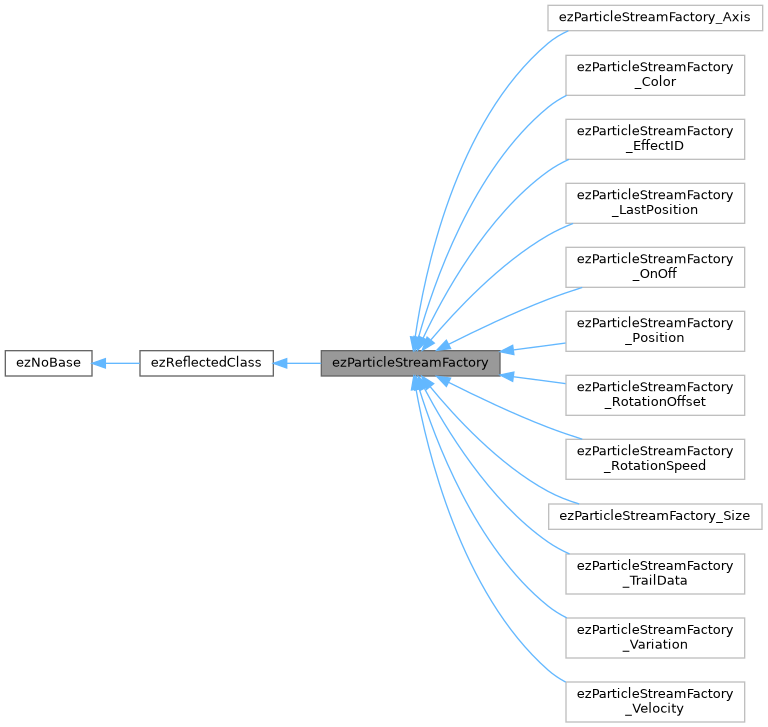 ezParticleStreamFactory_Axis
ezParticleStreamFactory
_Color
ezParticleStreamFactory
_EffectID
ezParticleStreamFactory
_LastPosition
ezParticleStreamFactory
_OnOff
ezParticleStreamFactory
_Position
ezNoBase
ezReflectedClass
ezParticleStreamFactory
ezParticleStreamFactory
_RotationOffset
ezParticleStreamFactory
_RotationSpeed
ezParticleStreamFactory_Size
ezParticleStreamFactory
_TrailData
ezParticleStreamFactory
_Variation
ezParticleStreamFactory
_Velocity